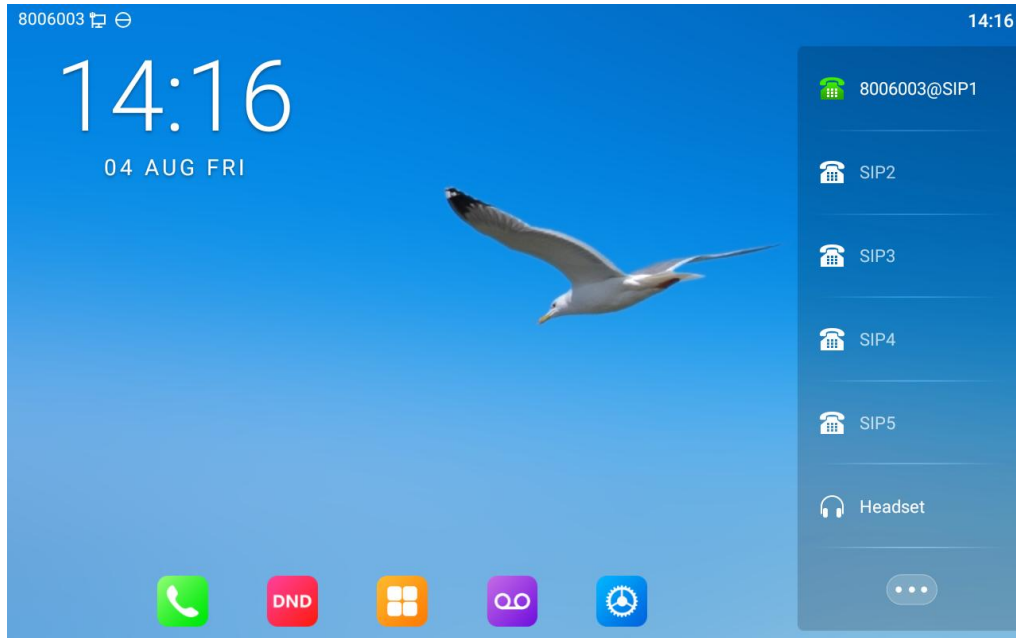 8006003
14:16
14:16
04 AUG FRI
8006003@SIP1
SIP2
SIP3
SIP4
SIP5
Headset
DND